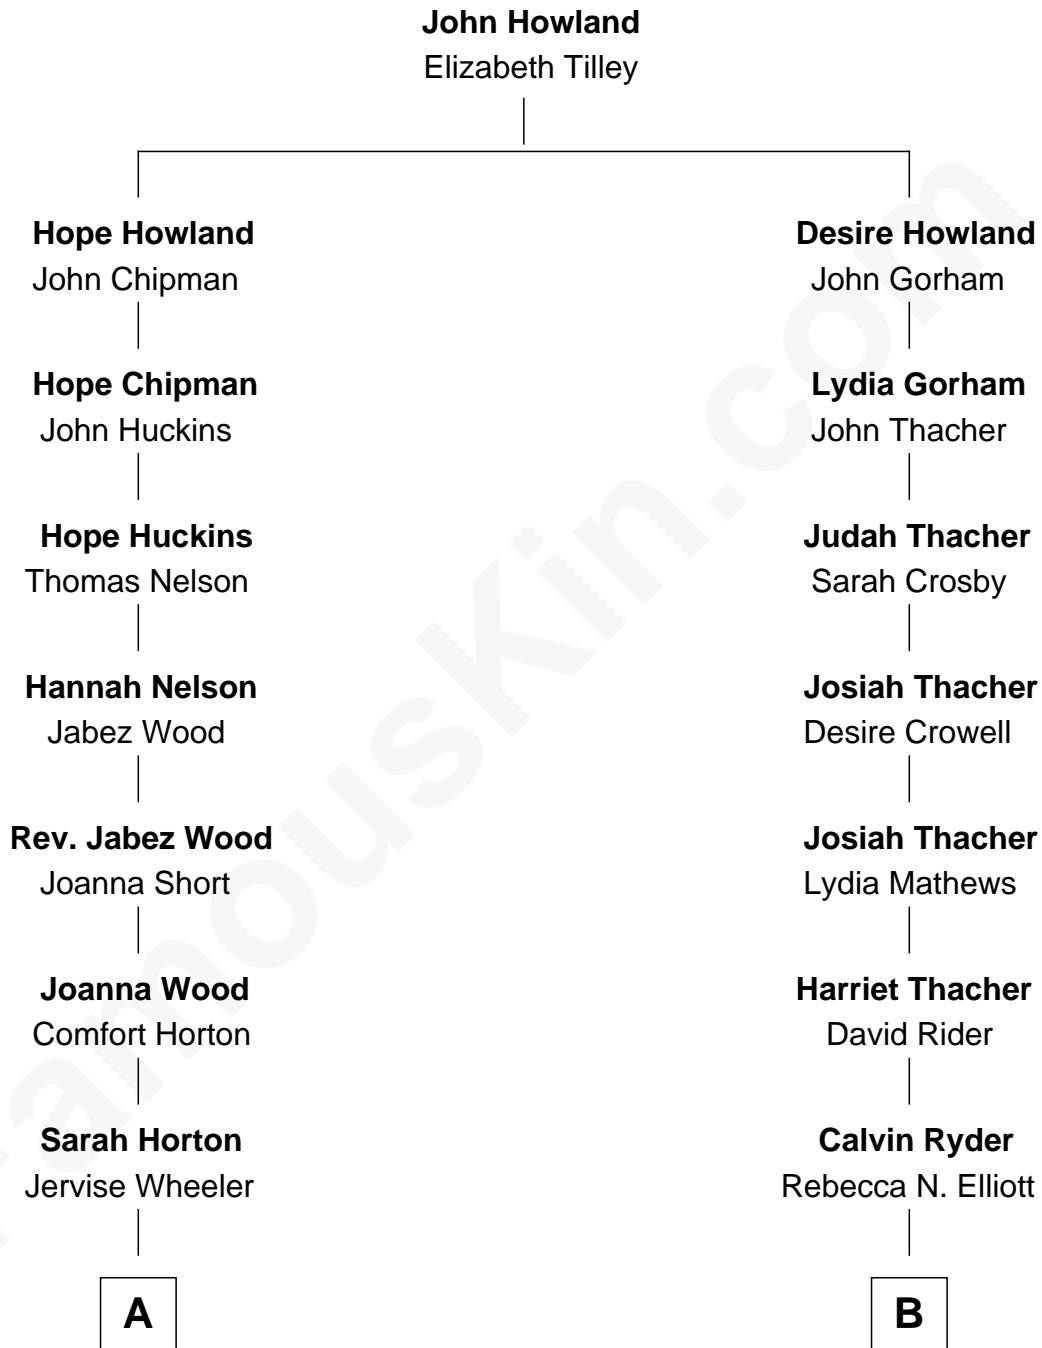 John Howland
Elizabeth Tilley
Hope Howland
John Chipman
Desire Howland
John Gorham
Hope Chipman
John Huckins
Lydia Gorham
John Thacher
Hope Huckins
Thomas Nelson
Judah Thacher
Sarah Crosby
Hannah Nelson
Jabez Wood
Josiah Thacher
Desire Crowell
Rev. Jabez Wood
Joanna Short
Josiah Thacher
Lydia Mathews
Joanna Wood
Comfort Horton
Harriet Thacher
David Rider
Sarah Horton
Jervise Wheeler
Calvin Ryder
Rebecca N. Elliott
A
B
FamousKin.com